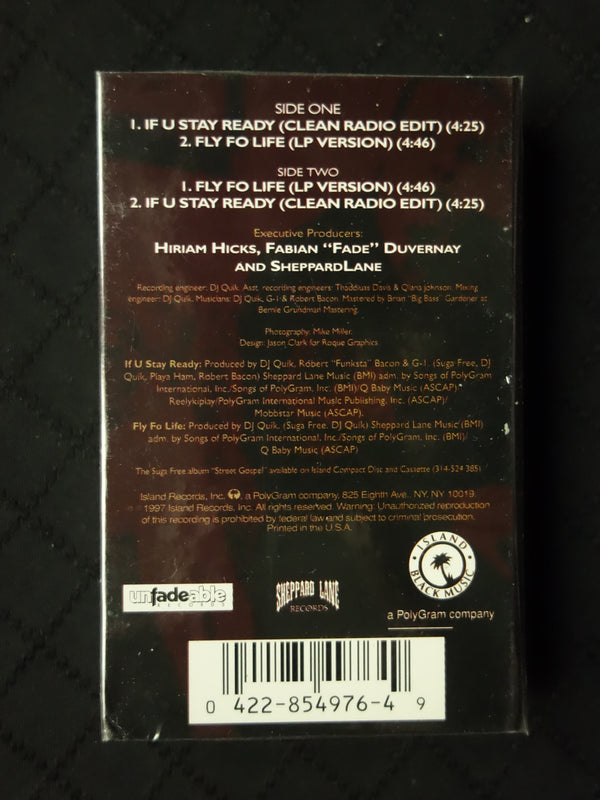 SIDE ONE
1. IF U STAY READY (CLEAN RADIO EDIT) (4:25)
2. FLY FO LIFE (LP VERSION) (4:46)
SIDE TWO
1. FLY FO LIFE (LP VERSION) (4:46)
2. IF U STAY READY (CLEAN RADIO EDIT) (4:25)
Executive Producers:
HIRIAM HICKS, FABIAN "FADE" DUVERNAY
AND SHEPPARDLANE
Recording engineer: DJ Quik. Asst. recording engineers: Thaddius Davis & Qiana Johnson. Mixing
engineer: DJ Quik. Musicians: DJ Quik, G-1 & Robert Bacon. Mastered by Brian "Big Bass" Gardener at
Bernie Grundman Mastering.
Photography: Mike Miller.
Design: Jason Clark for Rogue Graphics
If U Stay Ready: Produced by DJ Quik, Robert "Funksta" Bacon & G-1. (Suga Free, DJ
Quik, Playa Ham, Robert Bacon) Sheppard Lane Music (BMI) adm. by Songs of PolyGram
International, Inc./Songs of PolyGram, Inc. (BMI)/Q Baby Music (ASCAP)
Reelykiplay/PolyGram International Music Publishing, Inc. (ASCAP)/
Mobbstar Music (ASCAP).
Fly Fo Life: Produced by DJ Quik. (Suga Free, DJ Quik) Sheppard Lane Music (BMI)
adm. by Songs of PolyGram International, Inc./Songs of PolyGram, Inc. (BMI)/
Q Baby Music (ASCAP)
The Suga Free album "Street Gospel" available on Island Compact Disc and Cassette (314-524 385)
Island Records, Inc. , a PolyGram company, 825 Eighth Ave., NY, NY 10019.
1997 Island Records, Inc. All rights reserved. Warning: Unauthorized reproduction
of this recording is prohibited by federal law and subject to criminal prosecution.
Printed in the U.S.A.
unfadeable
RECORDS
SHEPPARD LANE
RECORDS
ISLAND
BLACK MUSIC
a PolyGram company
0 422-854976-4 9